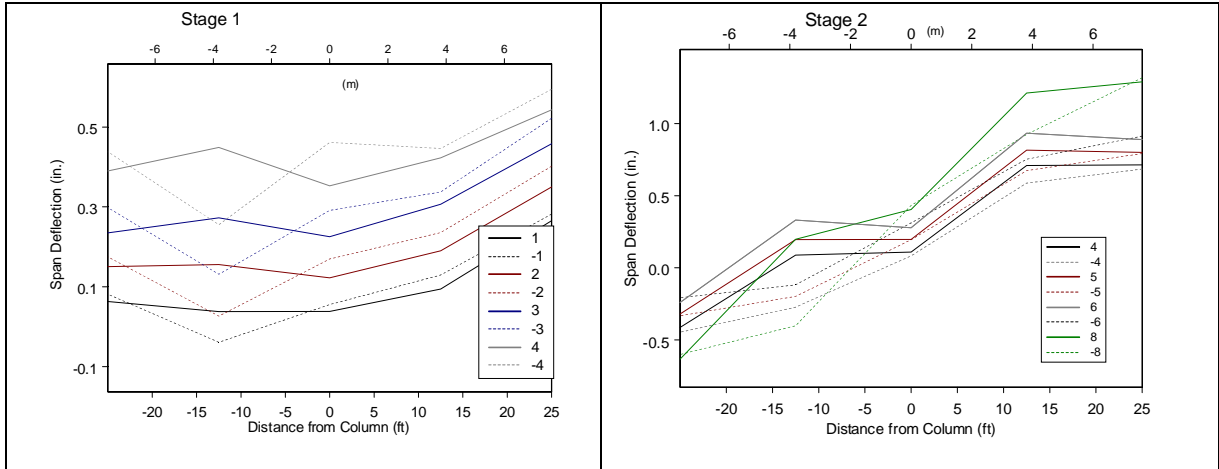 Stage 1
-6 -4 -2 0 2 4 6
(m)
0.5
0.3
0.1
-0.1
Span Deflection (in.)
1
-1
2
-2
3
-3
4
-4
-20 -15 -10 -5 0 5 10 15 20 25
Distance from Column (ft)
Stage 2
-6 -4 -2 0 (m) 2 4 6
1.0
0.5
0.0
-0.5
Span Deflection (in.)
4
-4
5
-5
6
-6
8
-8
-20 -15 -10 -5 0 5 10 15 20 25
Distance from Column (ft)